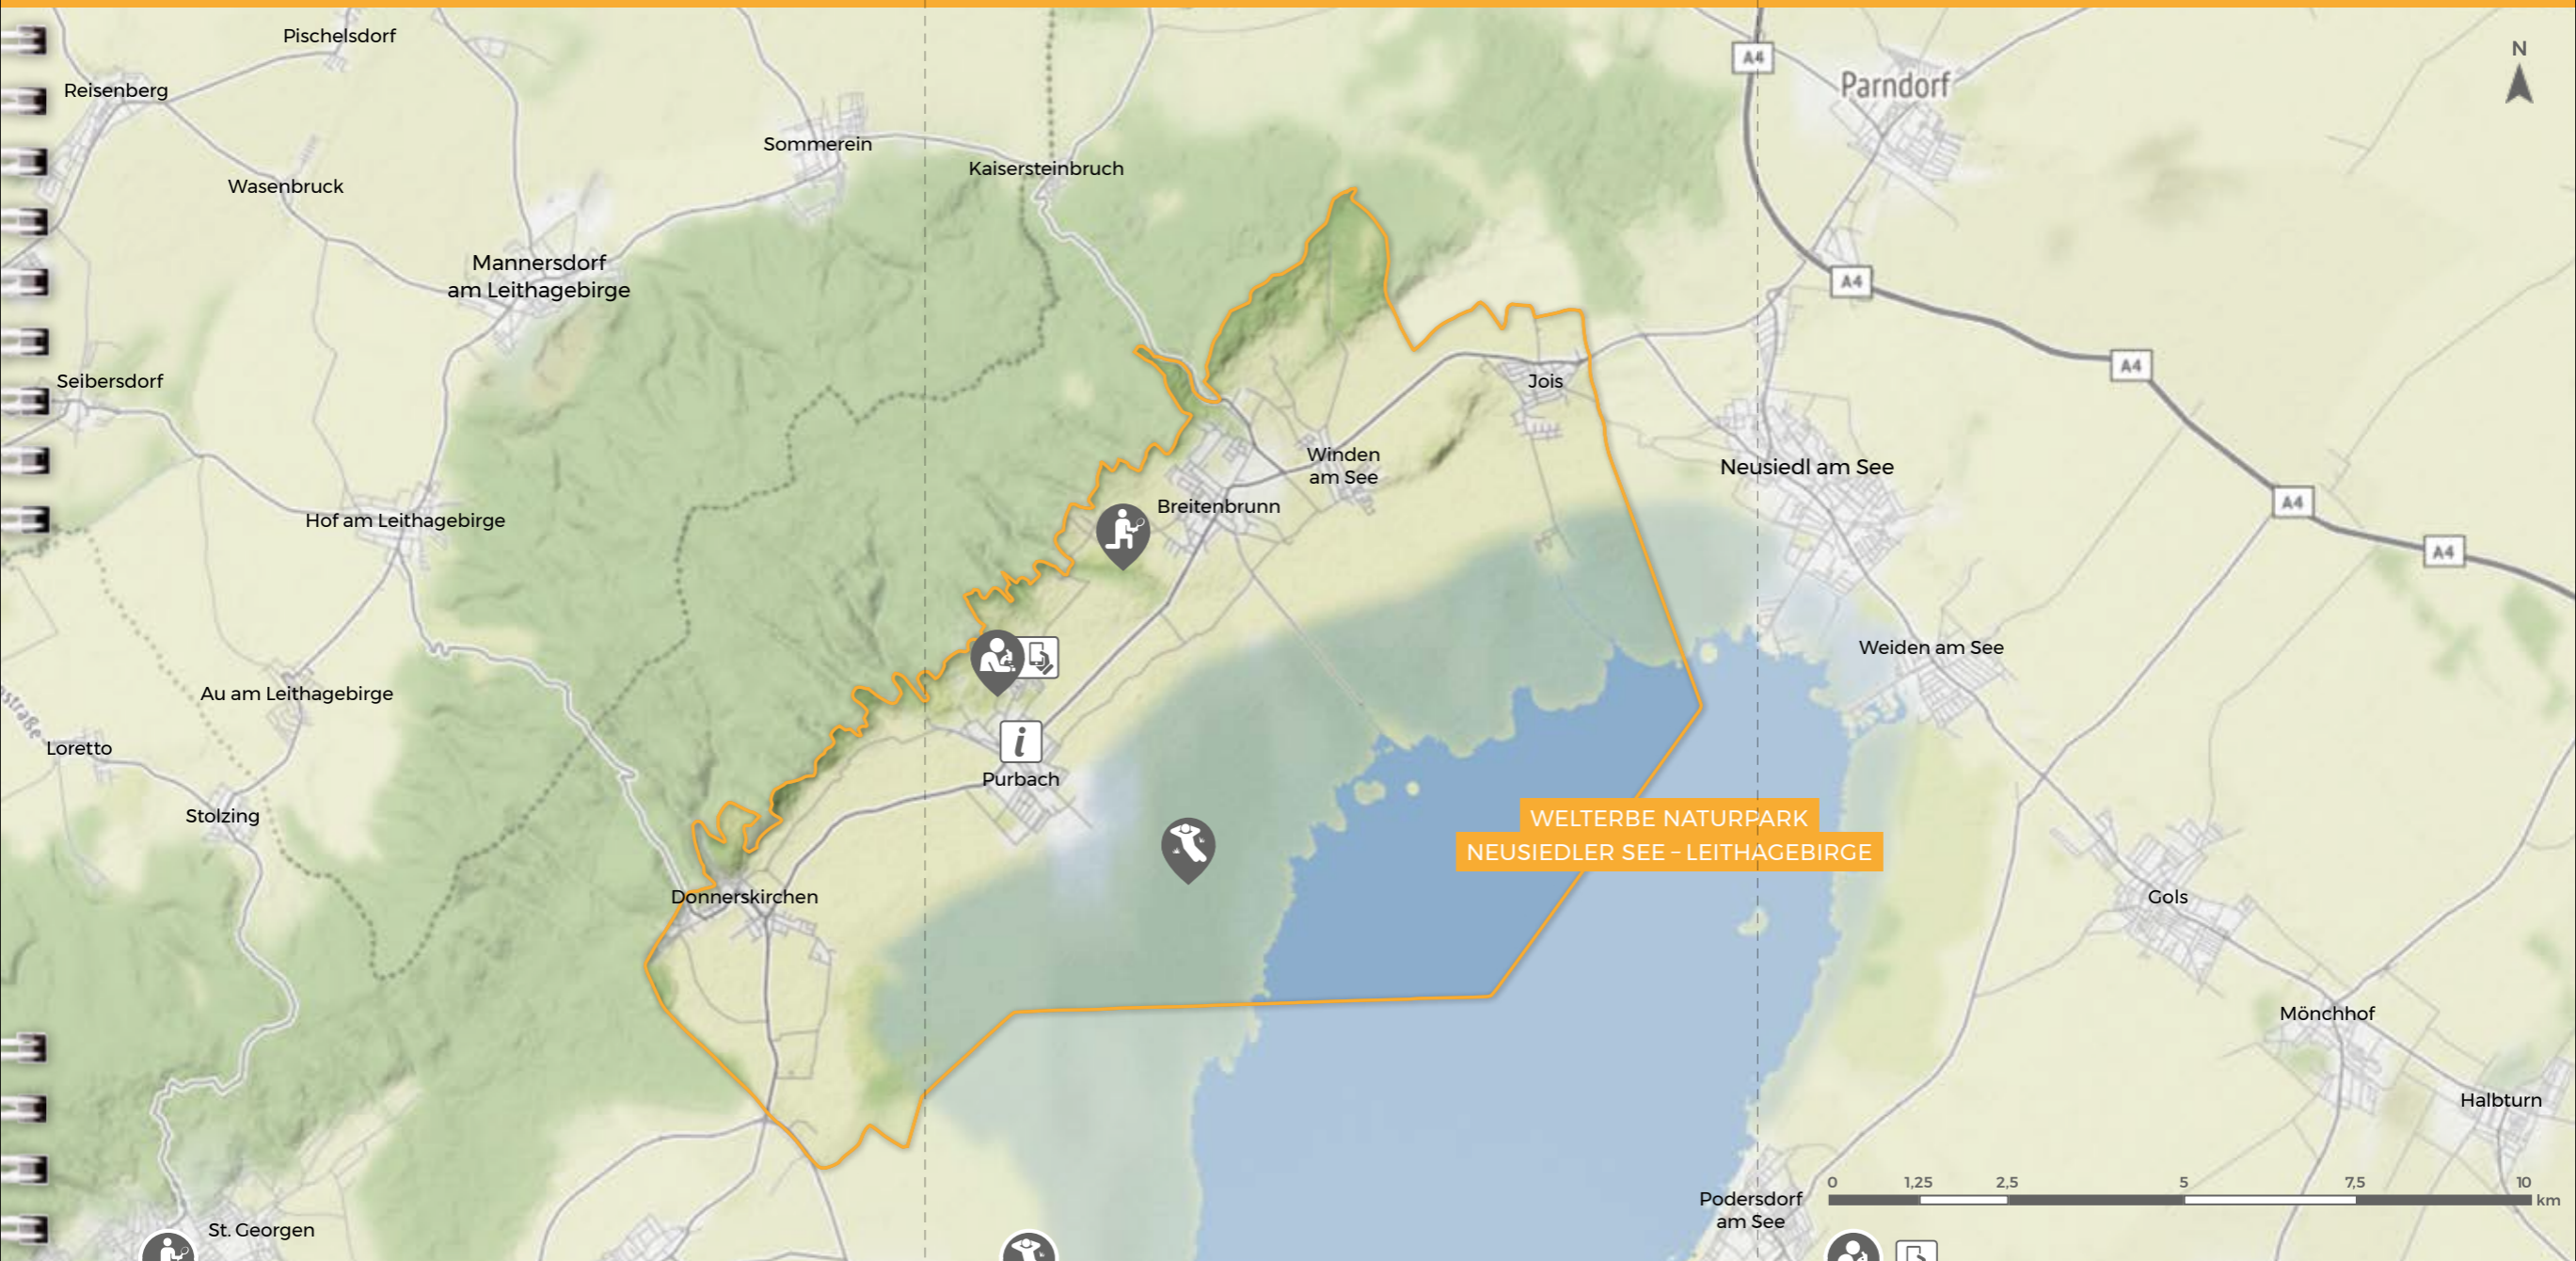 Pischelsdorf
A4
N
Parndorf
Reisenberg
Sommerein
Kaisersteinbruch
Wasenbruck
Mannersdorf
am Leithagebirge
A4
A4
Seibersdorf
Jois
Winden
am See
Neusiedl am See
A4
Breitenbrunn
Hof am Leithagebirge
A4
Weiden am See
Au am Leithagebirge
straße
Loretto
i
Purbach
Stolzing
WELTERBE NATURPARK
NEUSIEDLER SEE – LEITHAGEBIRGE
Donnerskirchen
Gols
Mönchhof
Halbturn
0 1,25 2,5 5 7,5 10
km
Podersdorf
am See
St. Georgen